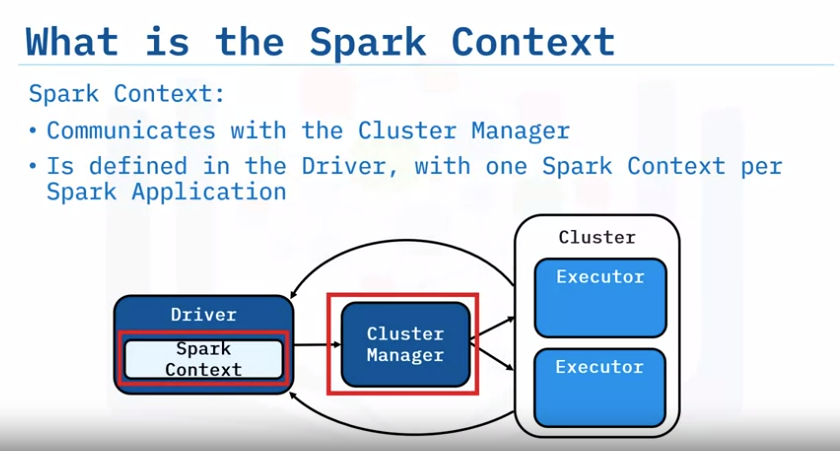 What is the Spark Context
Spark Context:
• Communicates with the Cluster Manager
• Is defined in the Driver, with one Spark Context per
Spark Application
Driver
Spark
Context
Cluster
Manager
Cluster
Executor
Executor